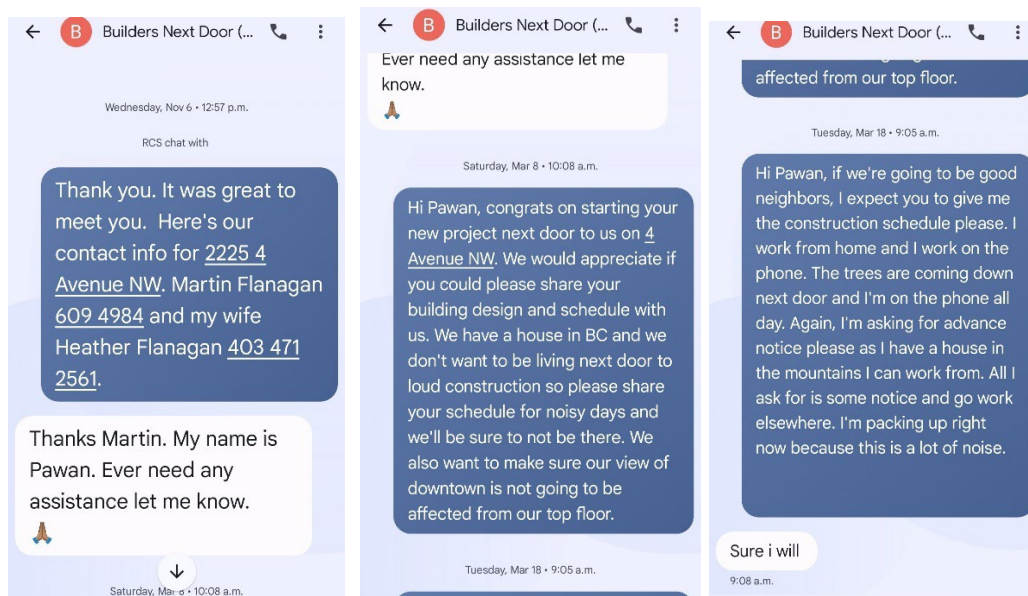 B Builders Next Door (...
Wednesday, Nov 6 • 12:57 p.m.
RCS chat with
Thank you. It was great to
meet you. Here's our
contact info for 2225 4
Avenue NW. Martin Flanagan
609 4984 and my wife
Heather Flanagan 403 471
2561.
Thanks Martin. My name is
Pawan. Ever need any
assistance let me know.
🙏🏽
Saturday, Mar 8 • 10:08 a.m.
B Builders Next Door (...
Ever need any assistance let me
know.
🙏🏽
Saturday, Mar 8 • 10:08 a.m.
Hi Pawan, congrats on starting your
new project next door to us on 4
Avenue NW. We would appreciate if
you could please share your
building design and schedule with
us. We have a house in BC and we
don't want to be living next door to
loud construction so please share
your schedule for noisy days and
we'll be sure to not be there. We
also want to make sure our view of
downtown is not going to be
affected from our top floor.
Tuesday, Mar 18 • 9:05 a.m.
B Builders Next Door (...
affected from our top floor.
Tuesday, Mar 18 • 9:05 a.m.
Hi Pawan, if we're going to be good
neighbors, I expect you to give me
the construction schedule please. I
work from home and I work on the
phone. The trees are coming down
next door and I'm on the phone all
day. Again, I'm asking for advance
notice please as I have a house in
the mountains I can work from. All I
ask for is some notice and go work
elsewhere. I'm packing up right
now because this is a lot of noise.
Sure i will
9:08 a.m.